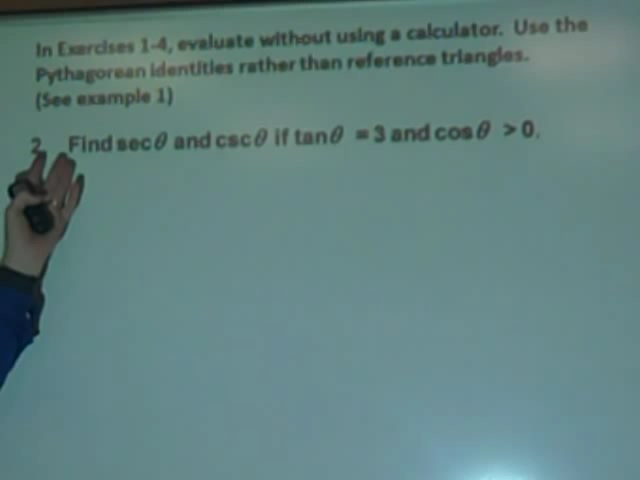 In Exercises 1-4, evaluate without using a calculator. Use the
Pythagorean identities rather than reference triangles.
(See example 1)
2. Find secθ and cscθ if tanθ = 3 and cosθ > 0.